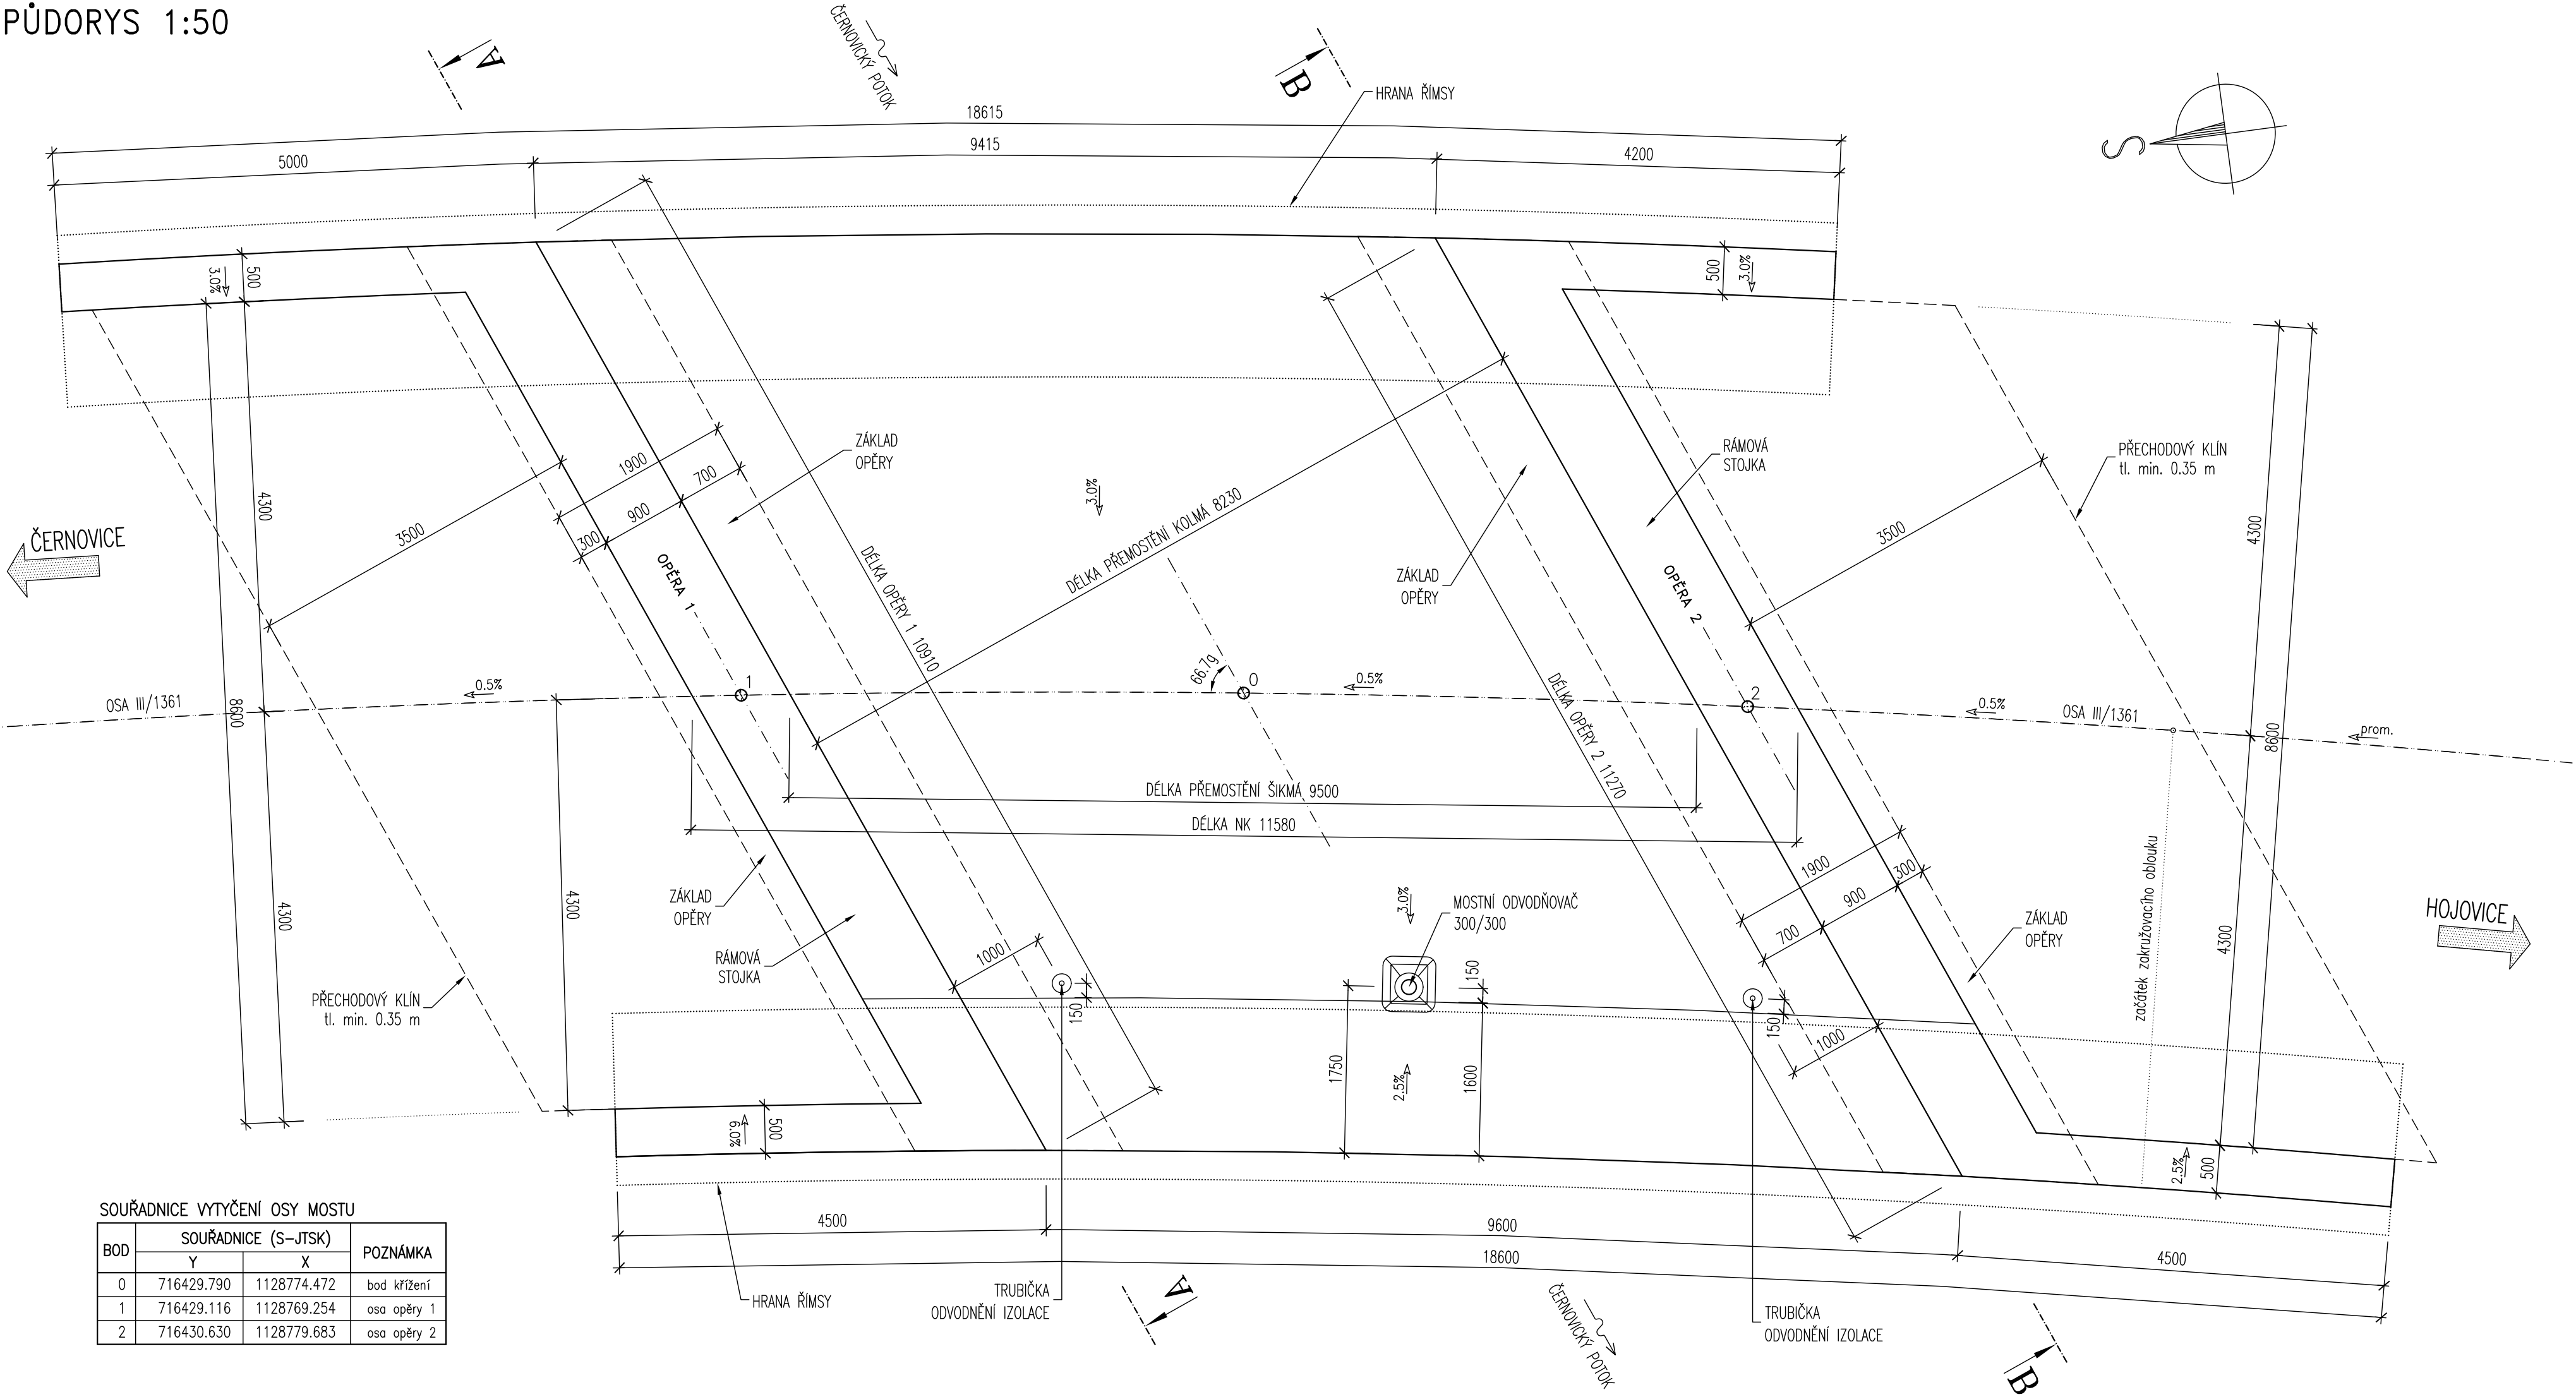 PŮDORYS 1:50
A
ČERNOVICKÝ POTOK
B
HRANA ŘÍMSY
18615
5000
9415
4200
S
3.0%
500
500
3.0%
4300
8600
4300
3500
1900
700
900
300
ZÁKLAD
OPĚRY
3.0%
DÉLKA PŘEMOSTĚNÍ KOLMÁ 8230
DÉLKA OPĚRY 1 10910
OPĚRA 1
ZÁKLAD
OPĚRY
RÁMOVÁ
STOJKA
OPĚRA 2
3500
PŘECHODOVÝ KLÍN
tl. min. 0.35 m
4300
8600
4300
ČERNOVICE
OSA III/1361
0.5%
1
66.7g
0
0.5%
2
0.5%
OSA III/1361
prom.
DÉLKA OPĚRY 2 11270
DÉLKA PŘEMOSTĚNÍ ŠIKMÁ 9500
DÉLKA NK 11580
4300
ZÁKLAD
OPĚRY
RÁMOVÁ
STOJKA
PŘECHODOVÝ KLÍN
tl. min. 0.35 m
1000
150
3.0%
MOSTNÍ ODVODŇOVAČ
300/300
150
1750
1600
2.5%
150
1000
1900
300
900
700
ZÁKLAD
OPĚRY
začátek zakružovacího oblouku
HOJOVICE
6.0%
500
2.5%
500
4500
9600
4500
18600
HRANA ŘÍMSY
TRUBIČKA
ODVODNĚNÍ IZOLACE
A
ČERNOVICKÝ POTOK
TRUBIČKA
ODVODNĚNÍ IZOLACE
B
SOUŘADNICE VYTYČENÍ OSY MOSTU
BOD SOUŘADNICE (S-JTSK) POZNÁMKA
Y X
0 716429.790 1128774.472 bod křížení
1 716429.116 1128769.254 osa opěry 1
2 716430.630 1128779.683 osa opěry 2